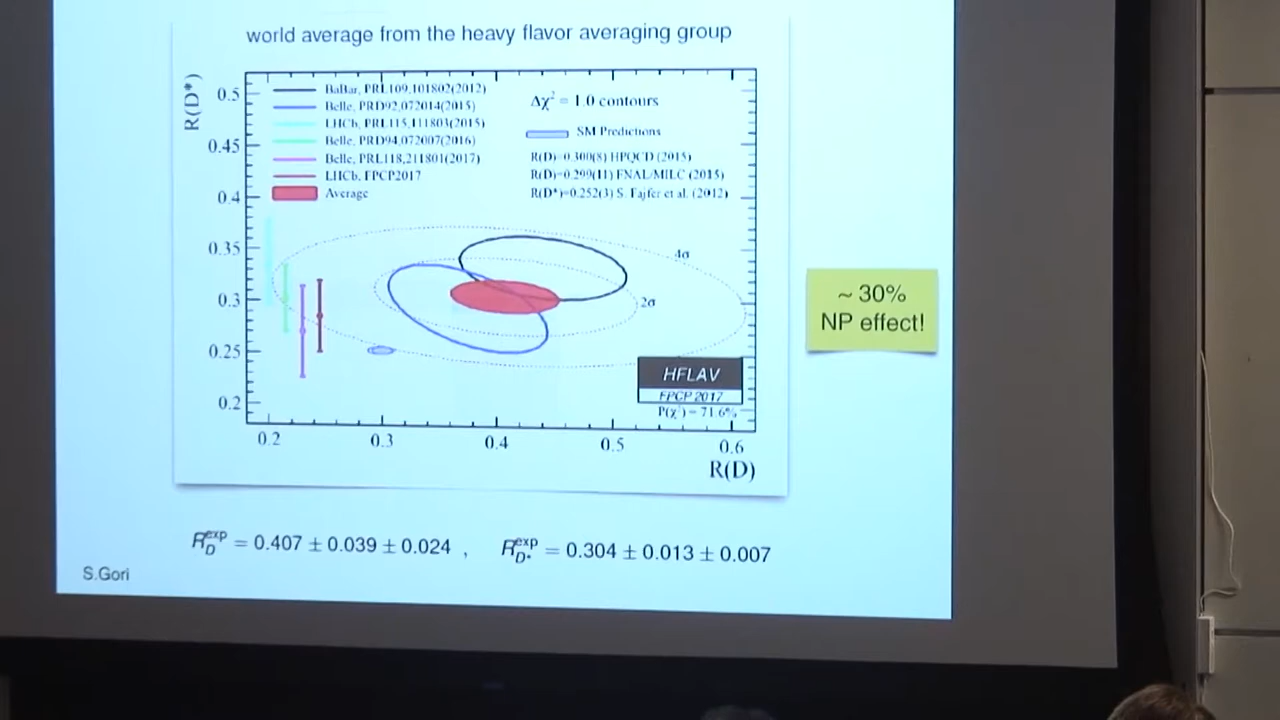 world average from the heavy flavor averaging group
R(D*)
0.5
0.45
0.4
0.35
0.3
0.25
0.2
BaBar, PRL109,101802(2012)
Belle, PRD92,072014(2015)
LHCb, PRL115,111803(2015)
Belle, PRD94,072007(2016)
Belle, PRL118,211801(2017)
LHCb, FPCP2017
Average
Δχ² = 1.0 contours
SM Predictions
R(D)=0.300(8) HPQCD (2015)
R(D)=0.299(11) FNAL/MILC (2015)
R(D*)=0.252(3) S. Fajfer et al. (2012)
4σ
2σ
HFLAV
FPCP 2017
P(χ²) = 71.6%
0.2 0.3 0.4 0.5 0.6
R(D)
~ 30%
NP effect!
R_D^exp = 0.407 ± 0.039 ± 0.024 , R_D*^exp = 0.304 ± 0.013 ± 0.007
S.Gori